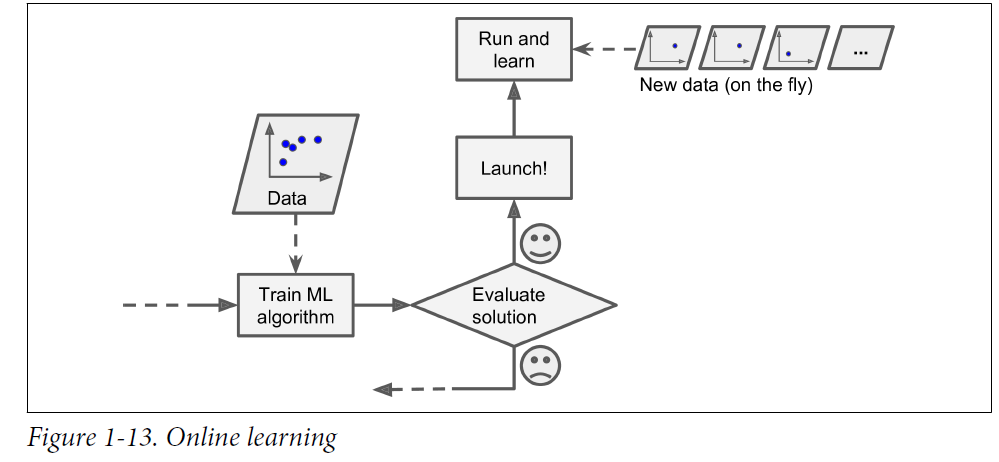 Run and
learn
...
New data (on the fly)
Launch!
Data
Train ML
algorithm
Evaluate
solution
Figure 1-13. Online learning